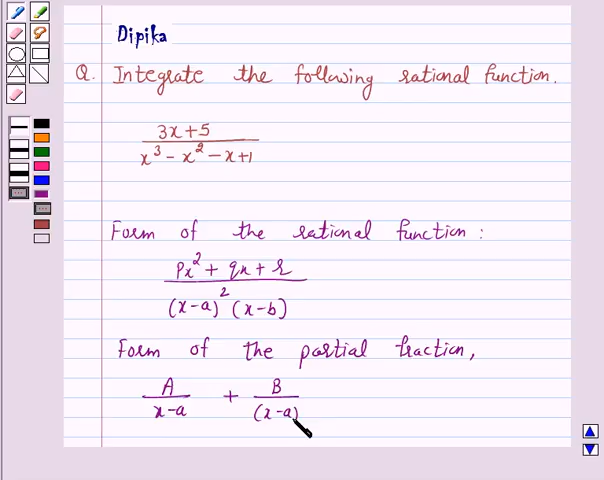 Dipika
Q. Integrate the following rational function.
3x+5
x³ - x² - x+1
Form of the rational function :
px² + qx + r
(x-a)² (x-b)
Form of the partial fraction,
A + B
x-a (x-a)